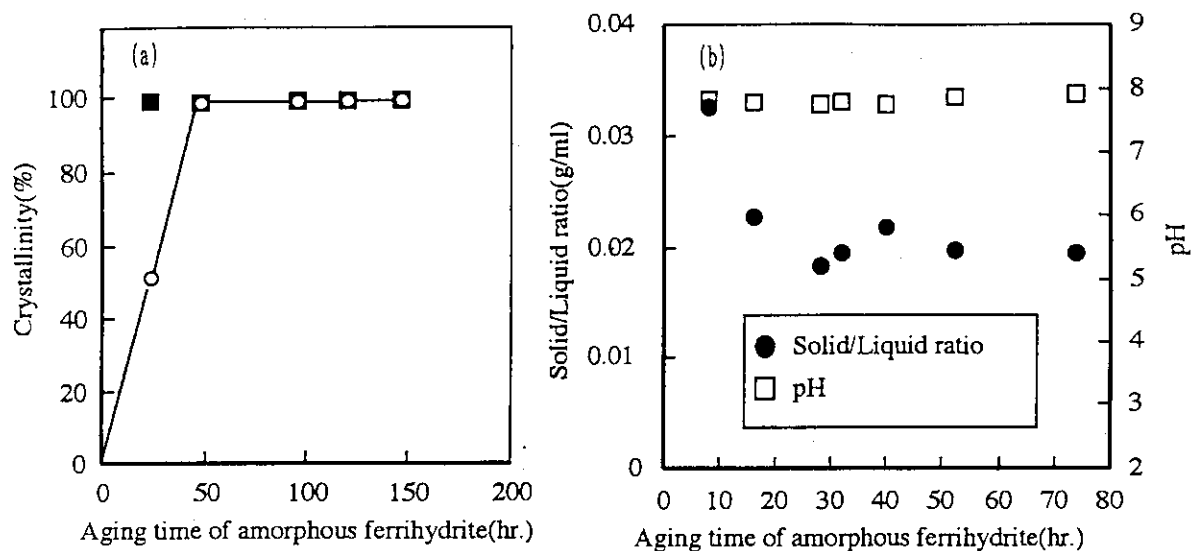 (a)
Crystallinity(%)
100
80
60
40
20
0
0 50 100 150 200
Aging time of amorphous ferrihydrite(hr.)
(b)
Solid/Liquid ratio(g/ml)
0.04
0.03
0.02
0.01
0
9
8
7
6
5
4
3
2
pH
Solid/Liquid ratio
pH
0 10 20 30 40 50 60 70 80
Aging time of amorphous ferrihydrite(hr.)